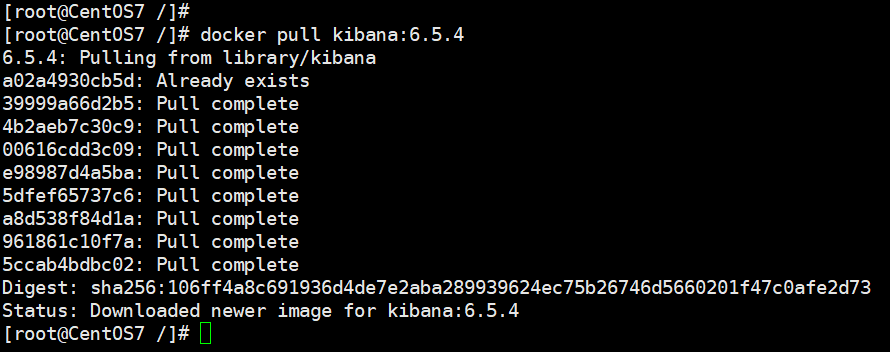 [root@CentOS7 /]#
[root@CentOS7 /]# docker pull kibana:6.5.4
6.5.4: Pulling from library/kibana
a02a4930cb5d: Already exists
39999a66d2b5: Pull complete
4b2aeb7c30c9: Pull complete
00616cdd3c09: Pull complete
e98987d4a5ba: Pull complete
5dfef65737c6: Pull complete
a8d538f84d1a: Pull complete
961861c10f7a: Pull complete
5ccab4bdbc02: Pull complete
Digest: sha256:106ff4a8c691936d4de7e2aba289939624ec75b26746d5660201f47c0afe2d73
Status: Downloaded newer image for kibana:6.5.4
[root@CentOS7 /]#